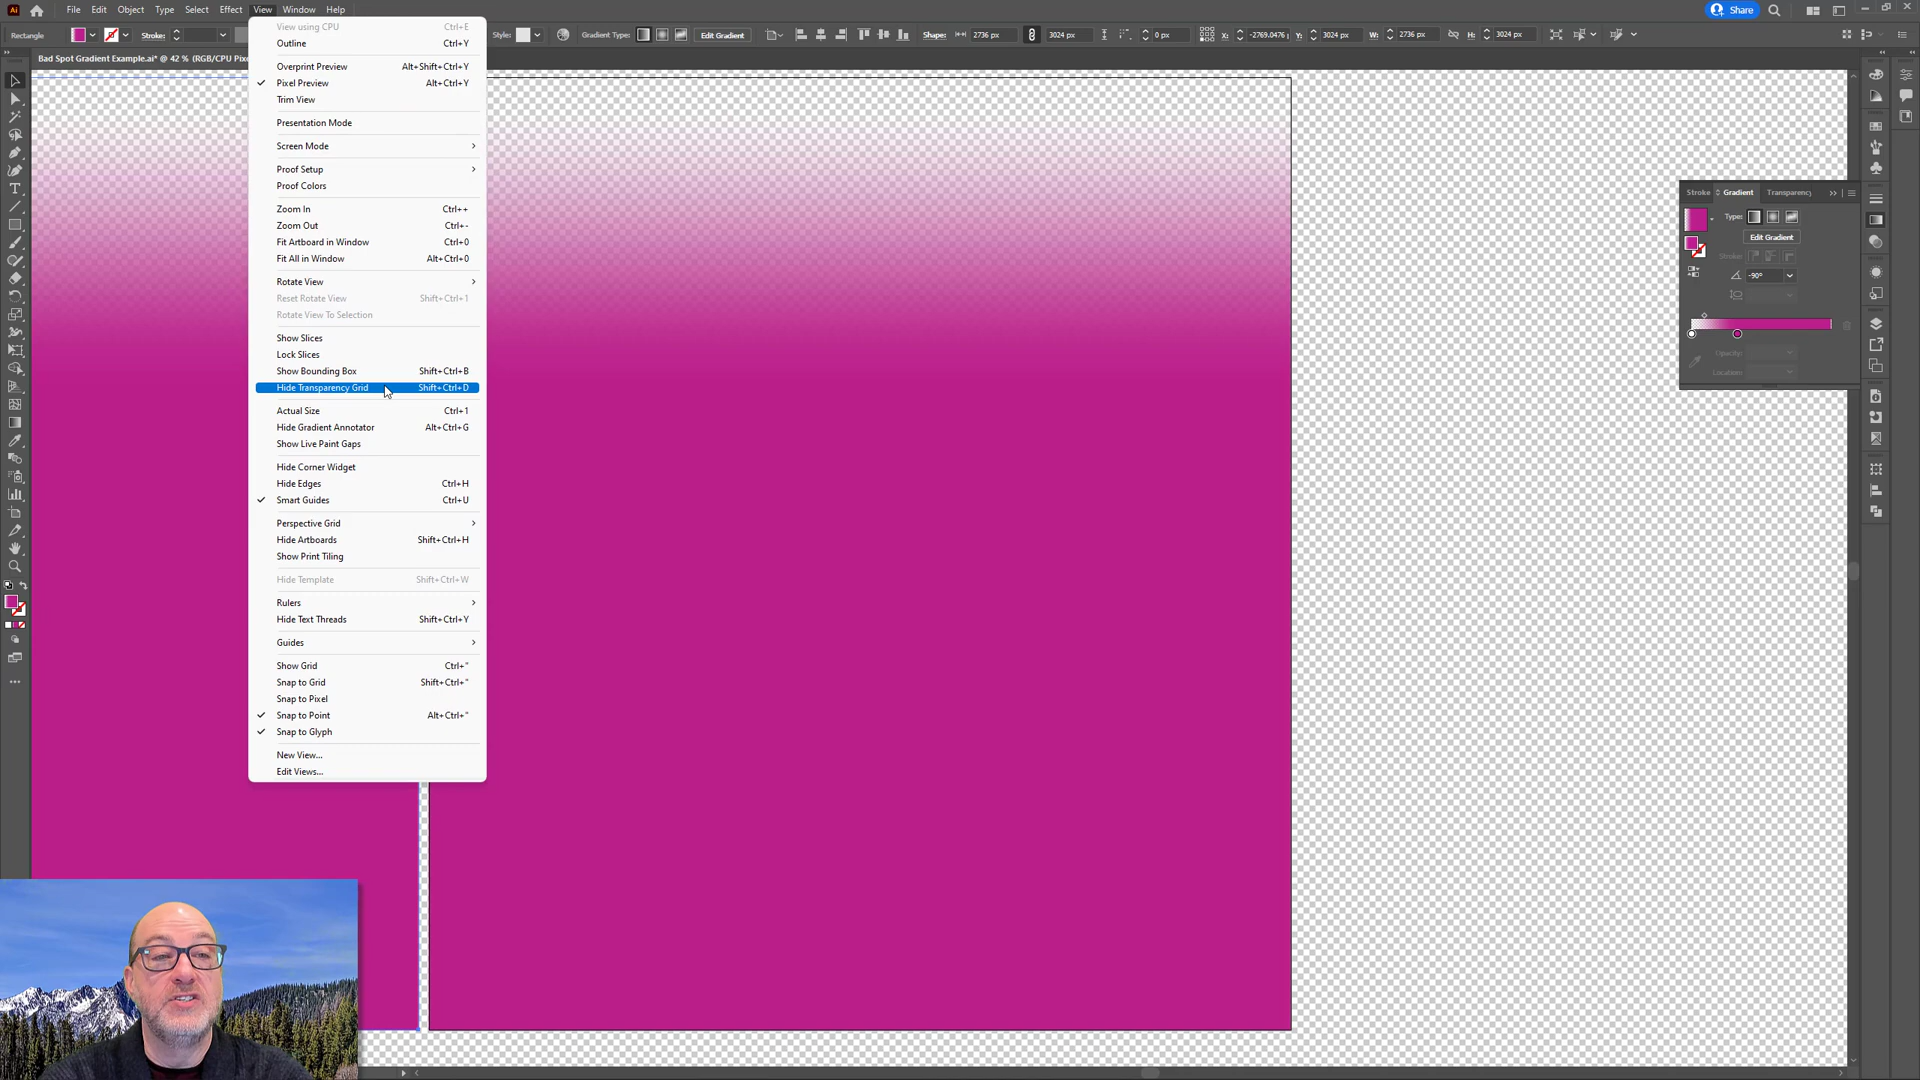 Ai File Edit Object Type Select Effect View Window Help Share
Rectangle Stroke: Style: Gradient Type: Edit Gradient Shape: 2736 px 3024 px 0 px X: -2769.0476 Y: 3024 px W: 2736 px H: 3024 px
Bad Spot Gradient Example.ai* @ 42 % (RGB/CPU Pixe
View using CPU Ctrl+E
Outline Ctrl+Y
Overprint Preview Alt+Shift+Ctrl+Y
Pixel Preview Alt+Ctrl+Y
Trim View
Presentation Mode
Screen Mode
Proof Setup
Proof Colors
Zoom In Ctrl++
Zoom Out Ctrl+-
Fit Artboard in Window Ctrl+0
Fit All in Window Alt+Ctrl+0
Rotate View
Reset Rotate View Shift+Ctrl+1
Rotate View To Selection
Show Slices
Lock Slices
Show Bounding Box Shift+Ctrl+B
Hide Transparency Grid Shift+Ctrl+D
Actual Size Ctrl+1
Hide Gradient Annotator Alt+Ctrl+G
Show Live Paint Gaps
Hide Corner Widget
Hide Edges Ctrl+H
Smart Guides Ctrl+U
Perspective Grid
Hide Artboards Shift+Ctrl+H
Show Print Tiling
Hide Template Shift+Ctrl+W
Rulers
Hide Text Threads Shift+Ctrl+Y
Guides
Show Grid Ctrl+"
Snap to Grid Shift+Ctrl+"
Snap to Pixel
Snap to Point Alt+Ctrl+"
Snap to Glyph
New View...
Edit Views...
Stroke Gradient Transparency
Type:
Edit Gradient
Stroke:
-90°
Opacity:
Location: